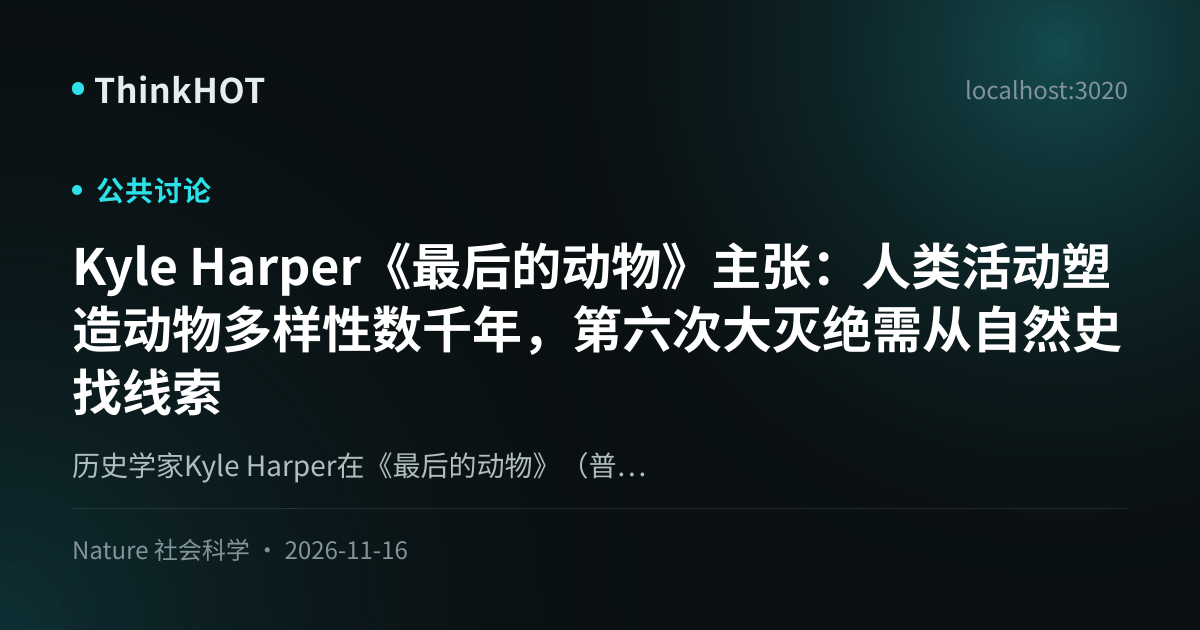 ThinkHOT
localhost:3020
公共讨论
Kyle Harper《最后的动物》主张：人类活动塑
造动物多样性数千年，第六次大灭绝需从自然史
找线索
历史学家Kyle Harper在《最后的动物》（普…
Nature 社会科学 · 2026-11-16